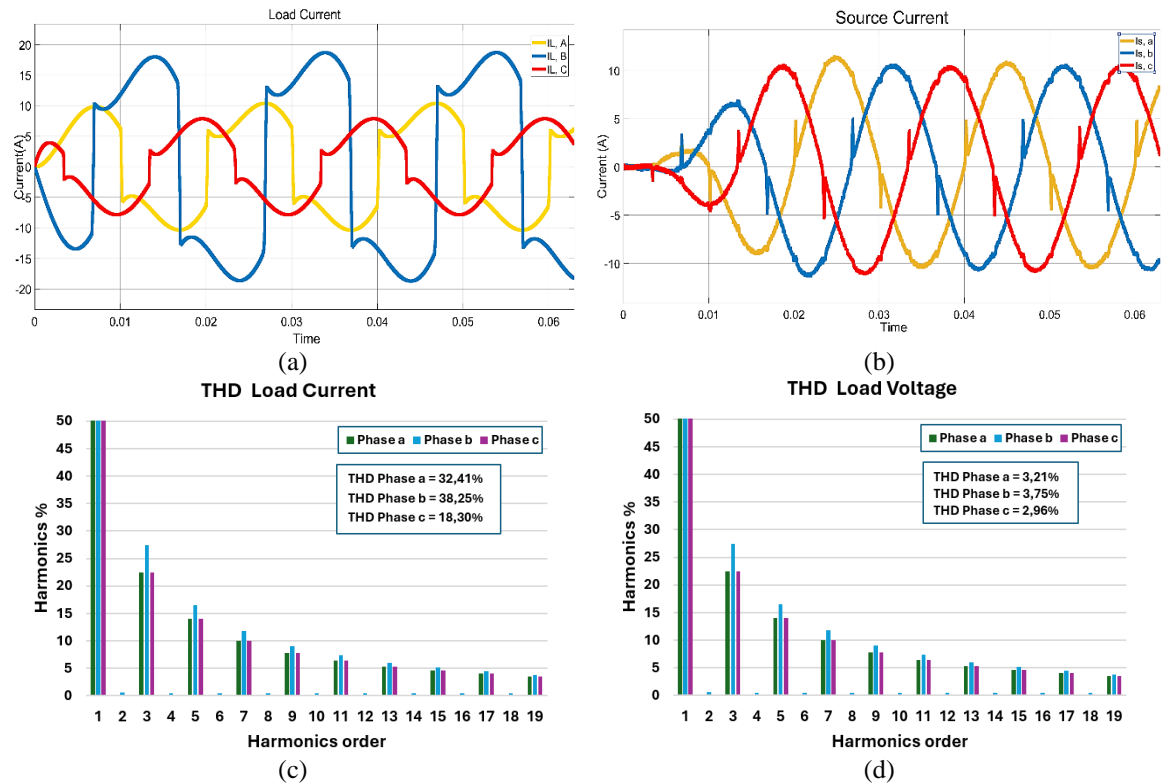 Load Current
IL, A
IL, B
IL, C
Current(A)
20
15
10
5
0
-5
-10
-15
-20
0 0.01 0.02 0.03 0.04 0.05 0.06
Time
(a)
Source Current
Is, a
Is, b
Is, c
Current (A)
10
5
0
-5
-10
0 0.01 0.02 0.03 0.04 0.05 0.06
Time
(b)
THD Load Current
Harmonics %
50
45
40
35
30
25
20
15
10
5
0
Phase a Phase b Phase c
THD Phase a = 32,41%
THD Phase b = 38,25%
THD Phase c = 18,30%
1 2 3 4 5 6 7 8 9 10 11 12 13 14 15 16 17 18 19
Harmonics order
(c)
THD Load Voltage
Harmonics %
50
45
40
35
30
25
20
15
10
5
0
Phase a Phase b Phase c
THD Phase a = 3,21%
THD Phase b = 3,75%
THD Phase c = 2,96%
1 2 3 4 5 6 7 8 9 10 11 12 13 14 15 16 17 18 19
Harmonics order
(d)